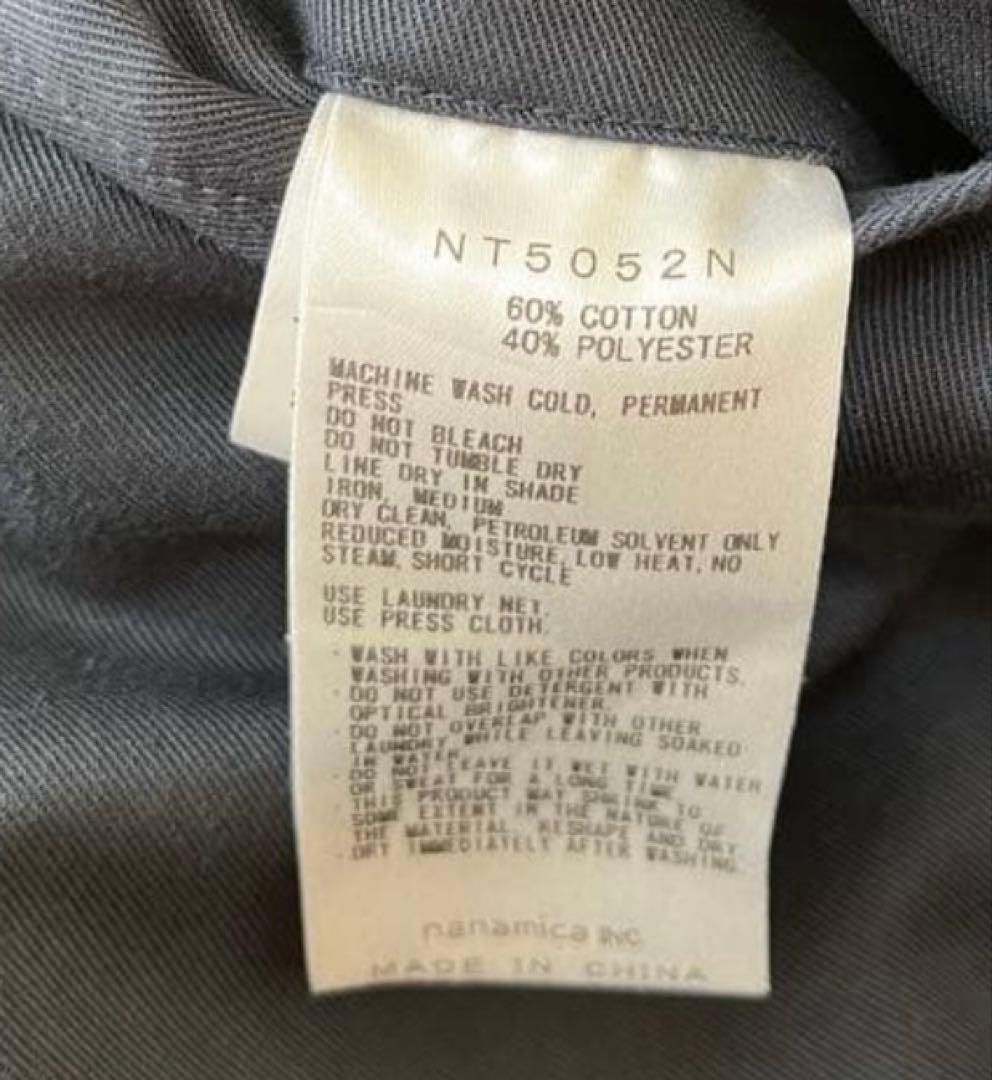 NT5052N
60% COTTON
40% POLYESTER
MACHINE WASH COLD, PERMANENT
PRESS
DO NOT BLEACH
DO NOT TUMBLE DRY
LINE DRY IN SHADE
IRON, MEDIUM
DRY CLEAN, PETROLEUM SOLVENT ONLY
REDUCED MOISTURE, LOW HEAT, NO
STEAM, SHORT CYCLE
USE LAUNDRY NET.
USE PRESS CLOTH.
· WASH WITH LIKE COLORS WHEN
WASHING WITH OTHER PRODUCTS.
· DO NOT USE DETERGENT WITH
OPTICAL BRIGHTENER.
· DO NOT OVERLAP WITH OTHER
LAUNDRY WHILE LEAVING SOAKED
IN WATER.
· DO NOT LEAVE IT WET WITH WATER
OR SWEAT FOR A LONG TIME.
· THIS PRODUCT MAY SHRINK TO
SOME EXTENT IN THE NATURE OF
THE MATERIAL. RESHAPE AND DRY
· DRY IMMEDIATELY AFTER WASHING.
nanamica INC.
MADE IN CHINA